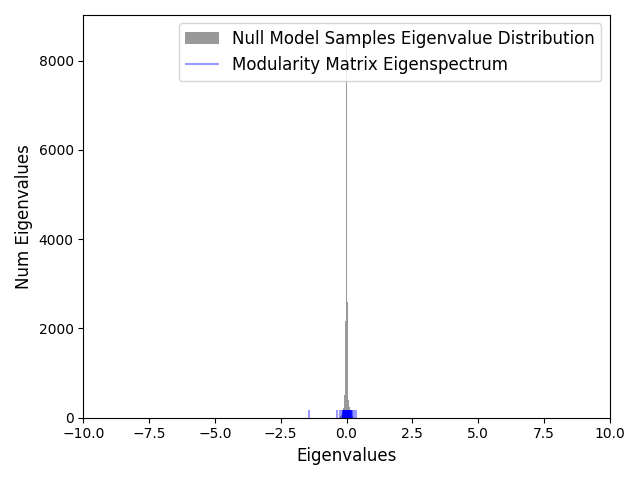 Null Model Samples Eigenvalue Distribution
Modularity Matrix Eigenspectrum
8000
6000
4000
2000
0
Num Eigenvalues
−10.0 −7.5 −5.0 −2.5 0.0 2.5 5.0 7.5 10.0
Eigenvalues